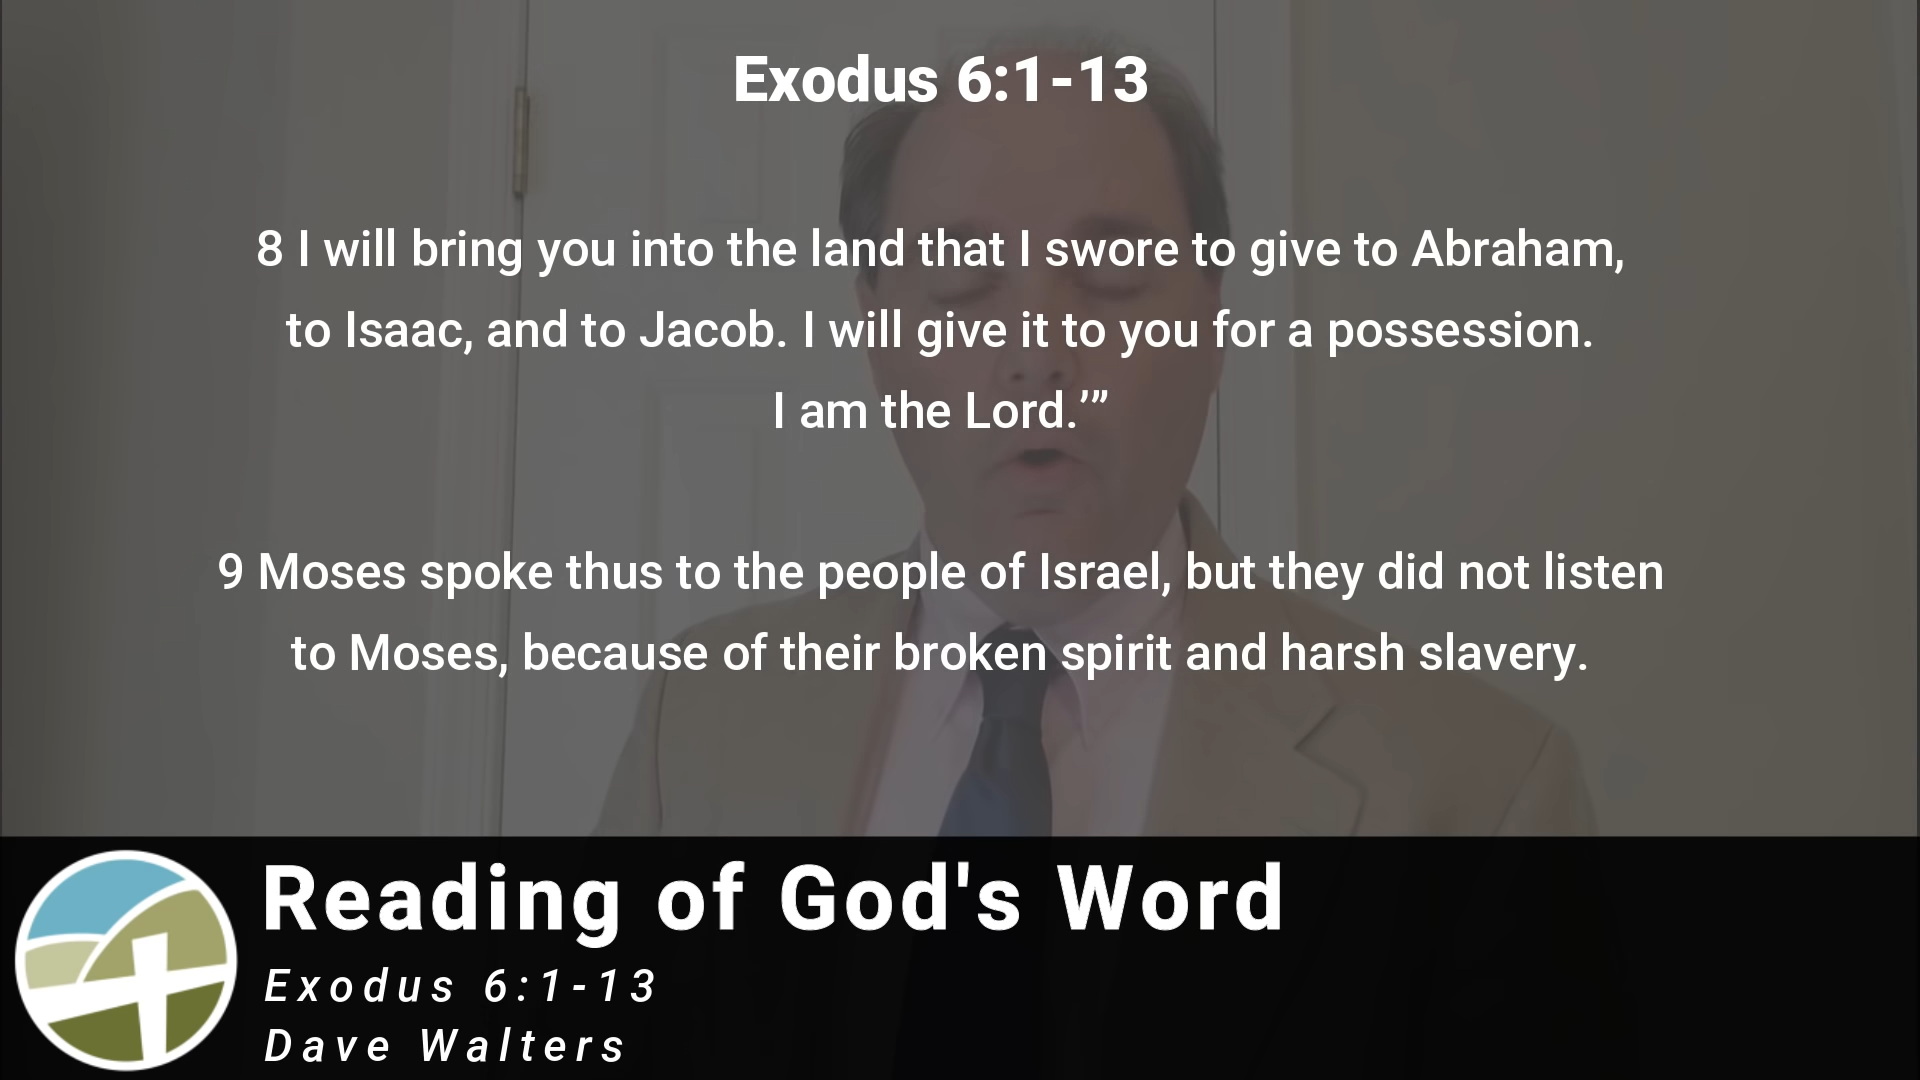 Exodus 6:1-13
8 I will bring you into the land that I swore to give to Abraham,
to Isaac, and to Jacob. I will give it to you for a possession.
I am the Lord.’”
9 Moses spoke thus to the people of Israel, but they did not listen
to Moses, because of their broken spirit and harsh slavery.
Reading of God's Word
Exodus 6:1-13
Dave Walters